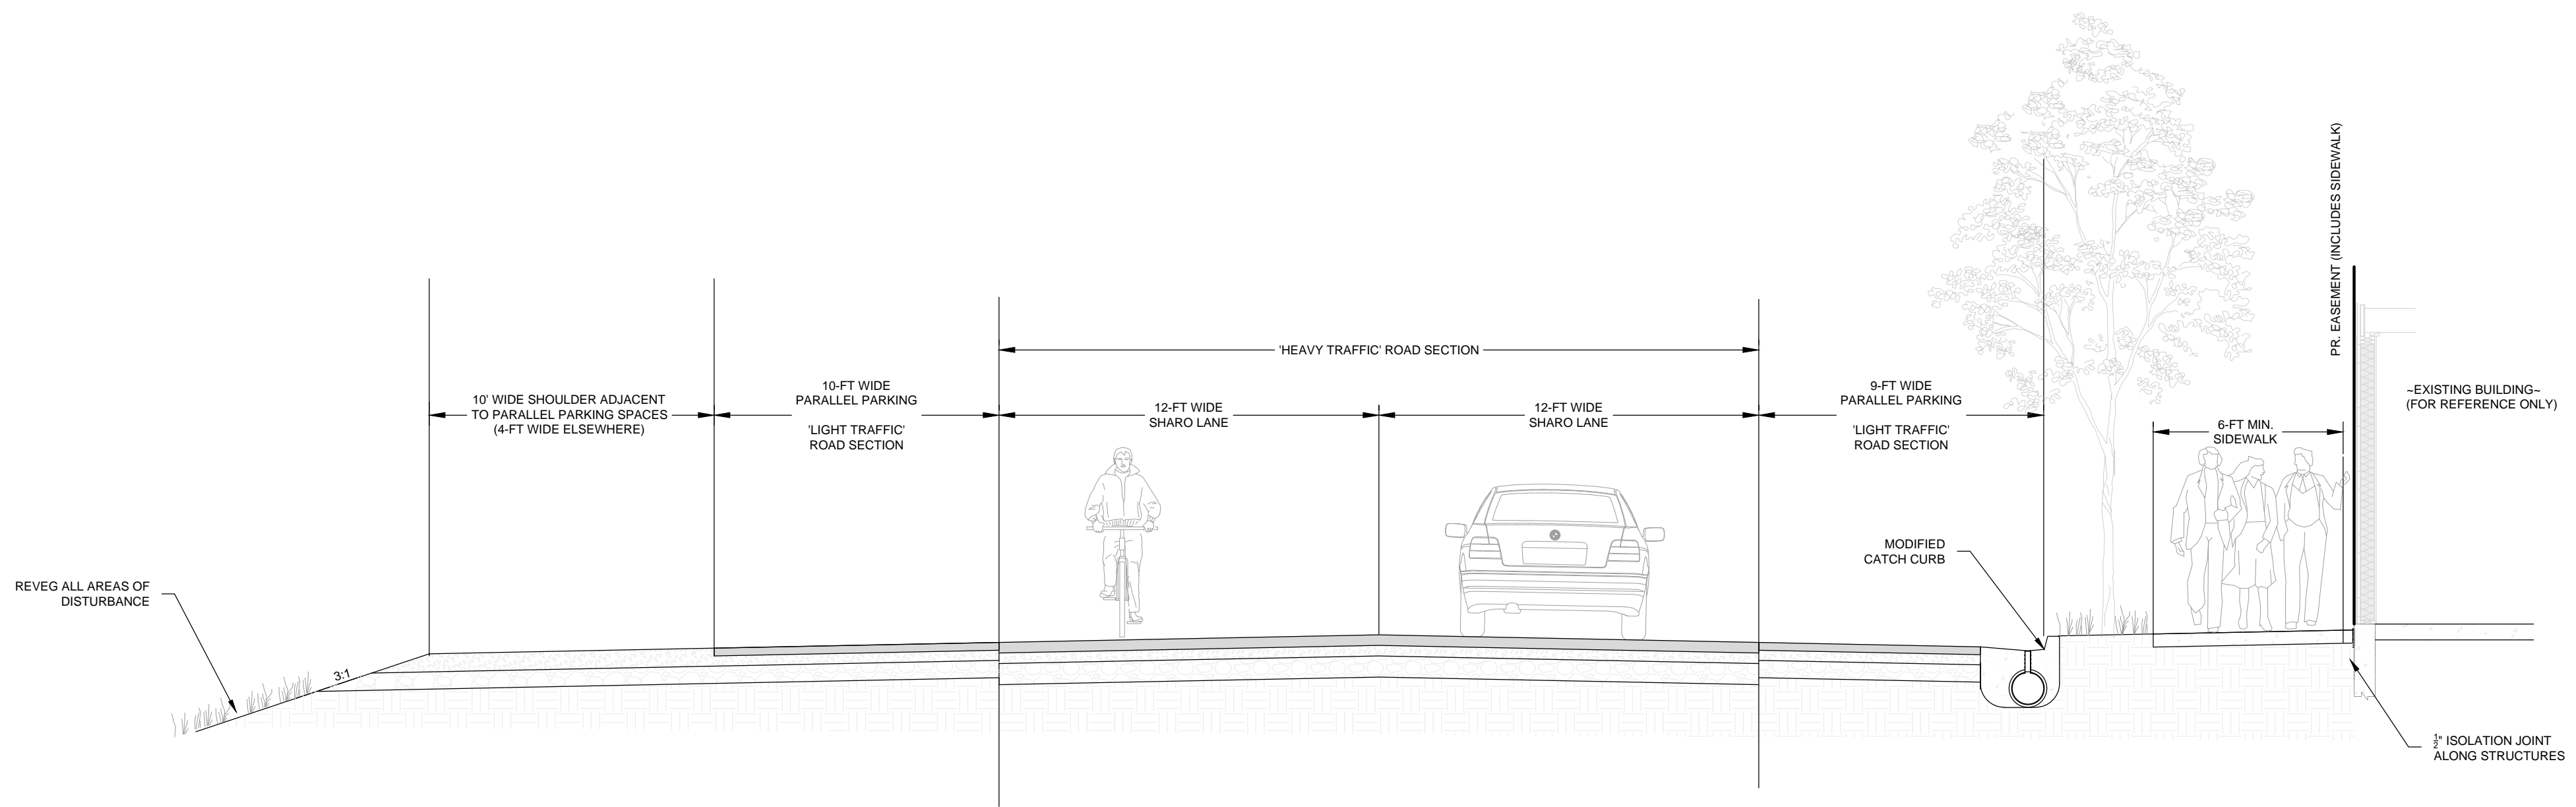 PR. EASEMENT (INCLUDES SIDEWALK)
'HEAVY TRAFFIC' ROAD SECTION
10' WIDE SHOULDER ADJACENT
TO PARALLEL PARKING SPACES
(4-FT WIDE ELSEWHERE)
10-FT WIDE
PARALLEL PARKING
'LIGHT TRAFFIC'
ROAD SECTION
12-FT WIDE
SHARO LANE
12-FT WIDE
SHARO LANE
9-FT WIDE
PARALLEL PARKING
'LIGHT TRAFFIC'
ROAD SECTION
6-FT MIN.
SIDEWALK
~EXISTING BUILDING~
(FOR REFERENCE ONLY)
MODIFIED
CATCH CURB
REVEG ALL AREAS OF
DISTURBANCE
3:1
½" ISOLATION JOINT
ALONG STRUCTURES